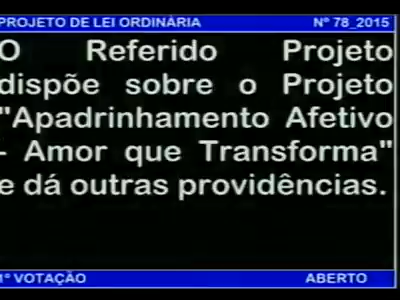 PROJETO DE LEI ORDINÁRIA Nº 78_2015
O Referido Projeto
dispõe sobre o Projeto
"Apadrinhamento Afetivo
- Amor que Transforma"
e dá outras providências.
1º VOTAÇÃO ABERTO